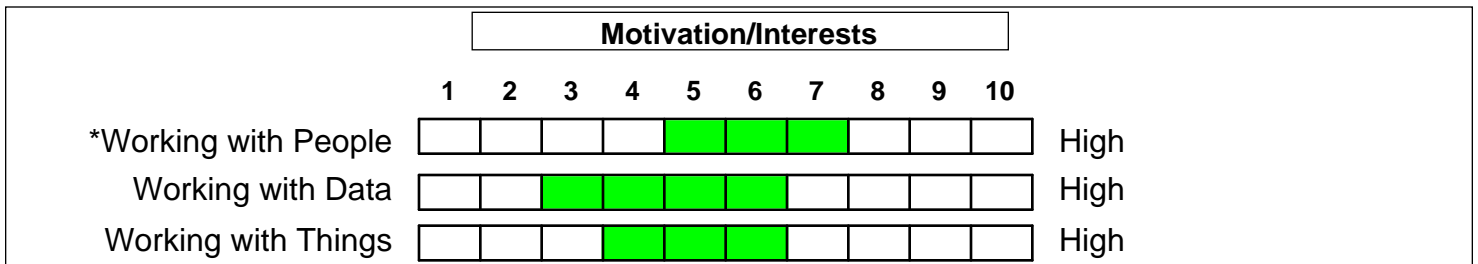 Motivation/Interests
1 2 3 4 5 6 7 8 9 10
*Working with People High
Working with Data High
Working with Things High